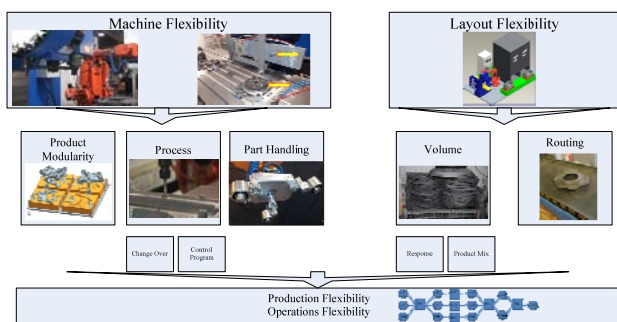 Machine Flexibility
Layout Flexibility
Product
Modularity
Process
Part Handling
Volume
Routing
Change Over
Control
Program
Response
Product Mix
Production Flexibility
Operations Flexibility